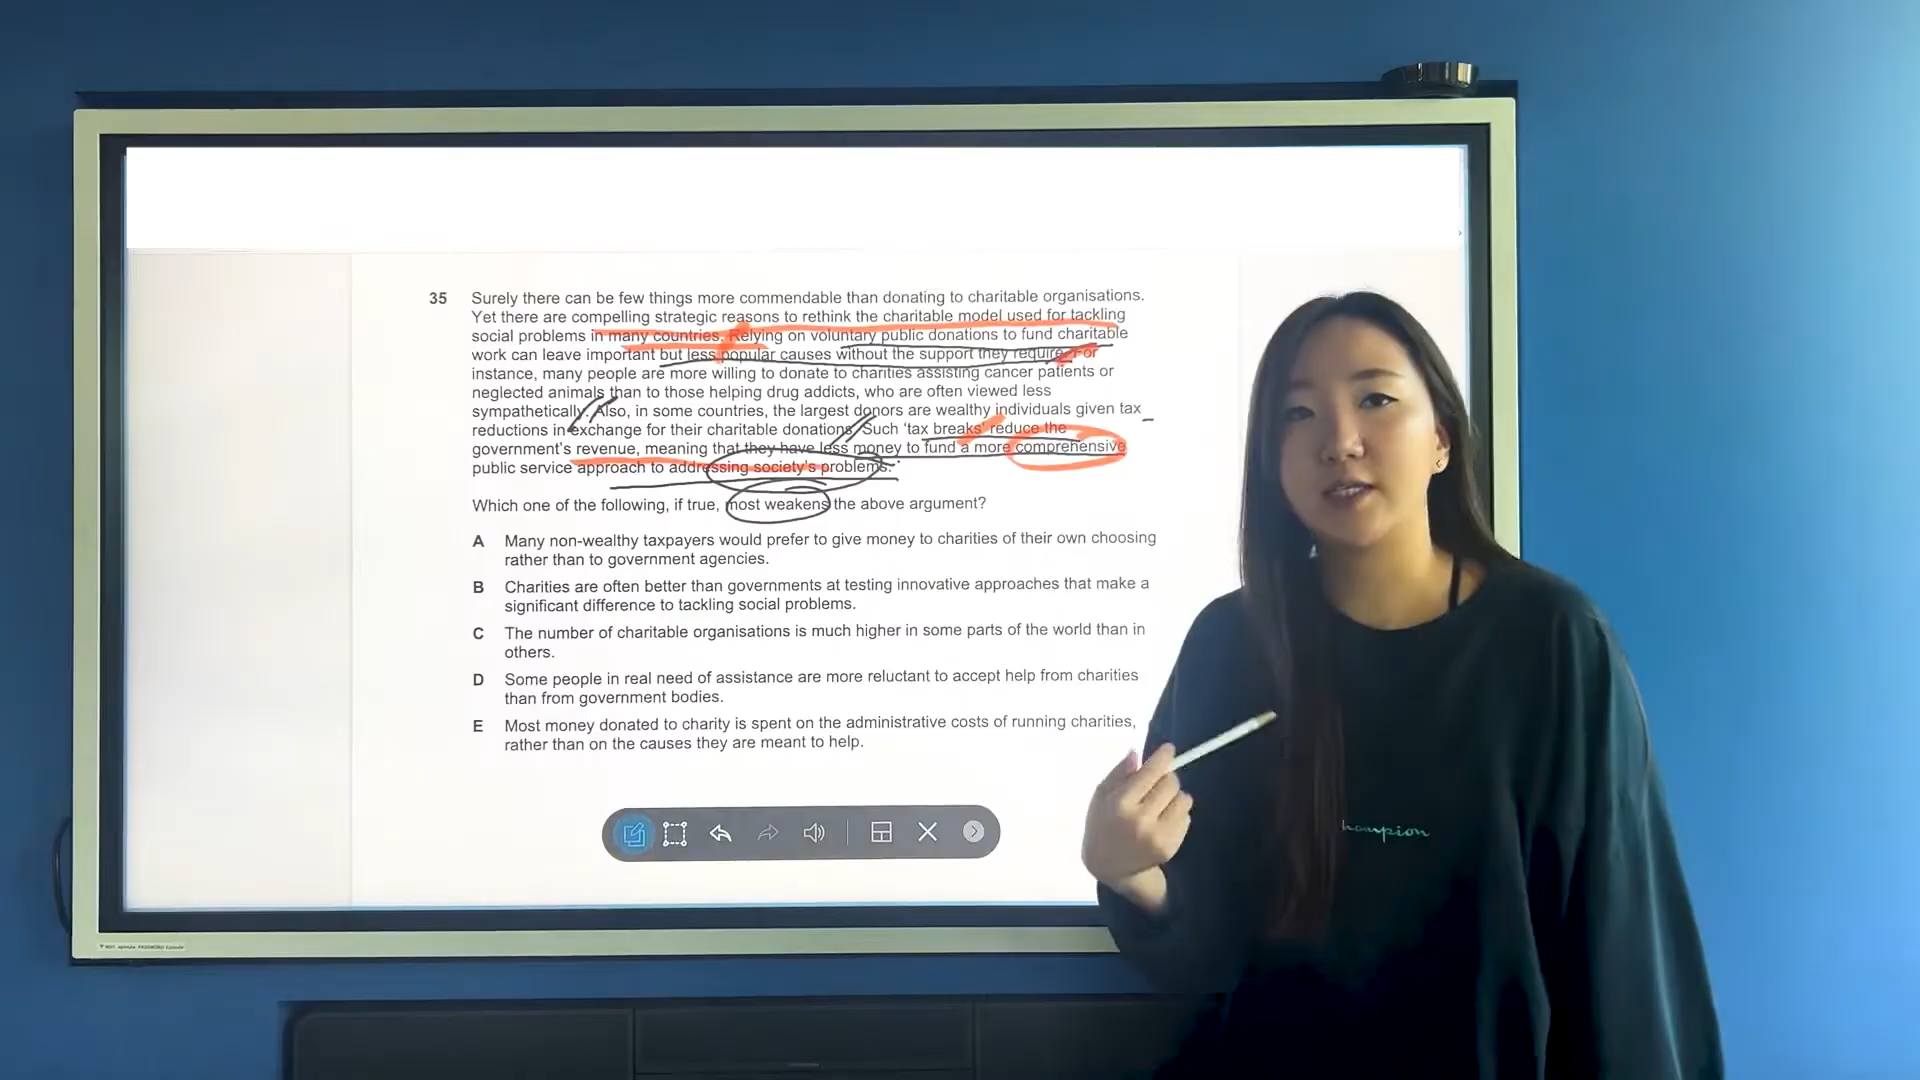 35 Surely there can be few things more commendable than donating to charitable organisations.
Yet there are compelling strategic reasons to rethink the charitable model used for tackling
social problems in many countries. Relying on voluntary public donations to fund charitable
work can leave important but less popular causes without the support they require. For
instance, many people are more willing to donate to charities assisting cancer patients or
neglected animals than to those helping drug addicts, who are often viewed less
sympathetically. Also, in some countries, the largest donors are wealthy individuals given tax
reductions in exchange for their charitable donations. Such ‘tax breaks’ reduce the
government’s revenue, meaning that they have less money to fund a more comprehensive
public service approach to addressing society’s problems.
Which one of the following, if true, most weakens the above argument?
A Many non-wealthy taxpayers would prefer to give money to charities of their own choosing
rather than to government agencies.
B Charities are often better than governments at testing innovative approaches that make a
significant difference to tackling social problems.
C The number of charitable organisations is much higher in some parts of the world than in
others.
D Some people in real need of assistance are more reluctant to accept help from charities
than from government bodies.
E Most money donated to charity is spent on the administrative costs of running charities,
rather than on the causes they are meant to help.
hampion